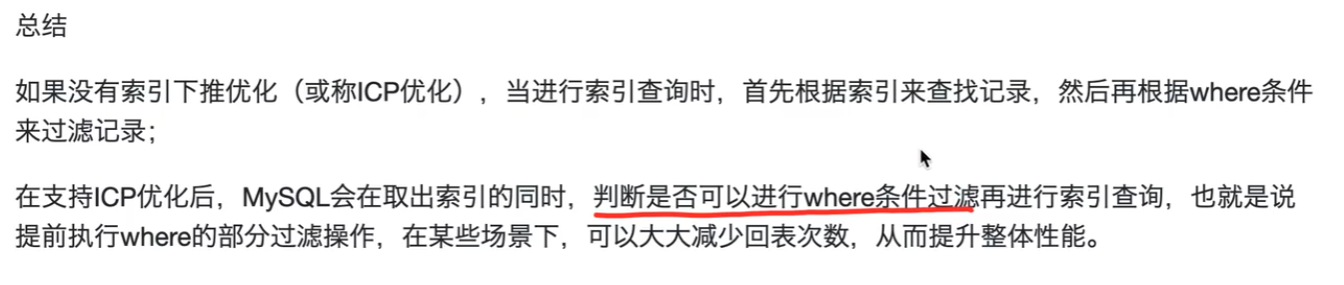 总结
如果没有索引下推优化（或称ICP优化），当进行索引查询时，首先根据索引来查找记录，然后再根据where条件
来过滤记录；
在支持ICP优化后，MySQL会在取出索引的同时，判断是否可以进行where条件过滤再进行索引查询，也就是说
提前执行where的部分过滤操作，在某些场景下，可以大大减少回表次数，从而提升整体性能。